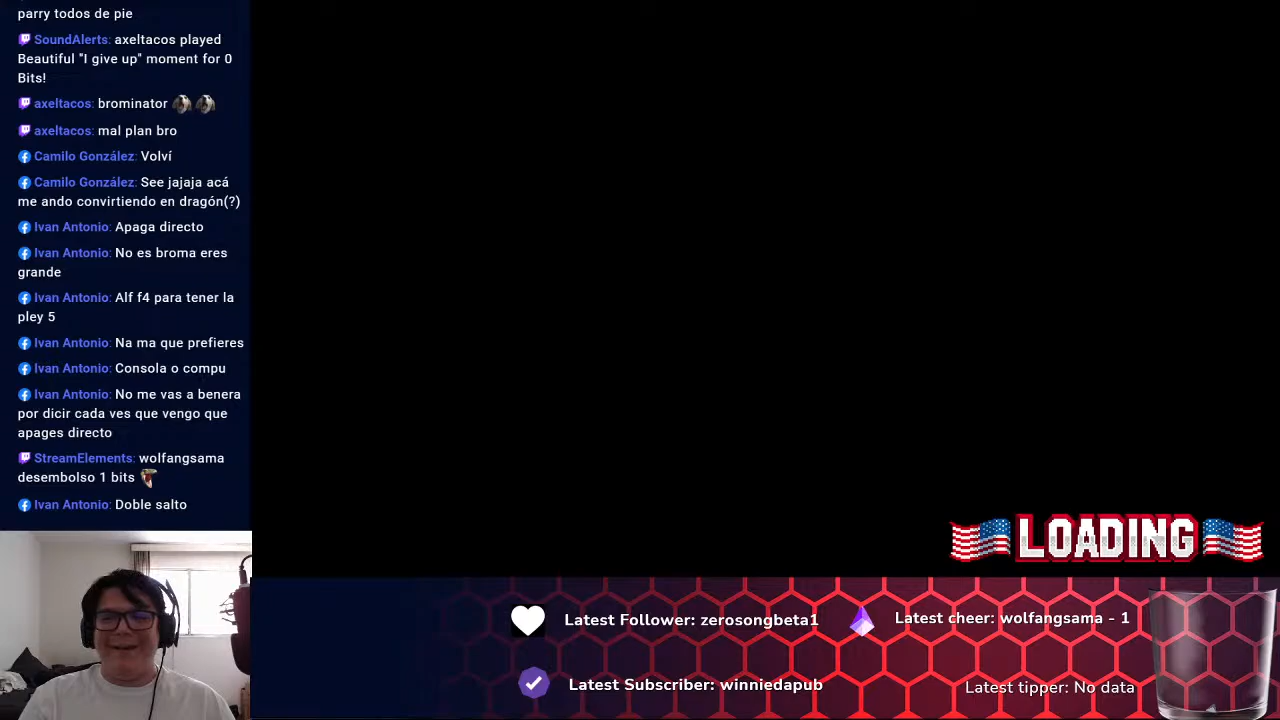 parry todos de pie
SoundAlerts: axeltacos played
Beautiful "I give up" moment for 0
Bits!
axeltacos: brominator
axeltacos: mal plan bro
Camilo González: Volví
Camilo González: See jajaja acá
me ando convirtiendo en dragón(?)
Ivan Antonio: Apaga directo
Ivan Antonio: No es broma eres
grande
Ivan Antonio: Alf f4 para tener la
pley 5
Ivan Antonio: Na ma que prefieres
Ivan Antonio: Consola o compu
Ivan Antonio: No me vas a benera
por dicir cada ves que vengo que
apages directo
StreamElements: wolfangsama
desembolso 1 bits
Ivan Antonio: Doble salto
LOADING
Latest Follower: zerosongbeta1
Latest cheer: wolfangsama - 1
Latest Subscriber: winniedapub
Latest tipper: No data